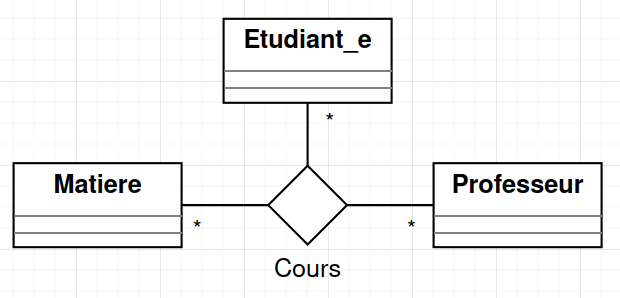 Etudiant_e
*
Matiere
Professeur
*
*
Cours